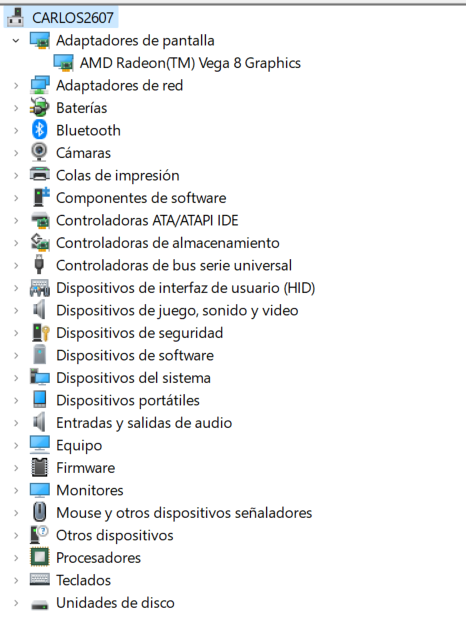 CARLOS2607
Adaptadores de pantalla
AMD Radeon(TM) Vega 8 Graphics
Adaptadores de red
Baterías
Bluetooth
Cámaras
Colas de impresión
Componentes de software
Controladoras ATA/ATAPI IDE
Controladoras de almacenamiento
Controladoras de bus serie universal
Dispositivos de interfaz de usuario (HID)
Dispositivos de juego, sonido y video
Dispositivos de seguridad
Dispositivos de software
Dispositivos del sistema
Dispositivos portátiles
Entradas y salidas de audio
Equipo
Firmware
Monitores
Mouse y otros dispositivos señaladores
Otros dispositivos
Procesadores
Teclados
Unidades de disco